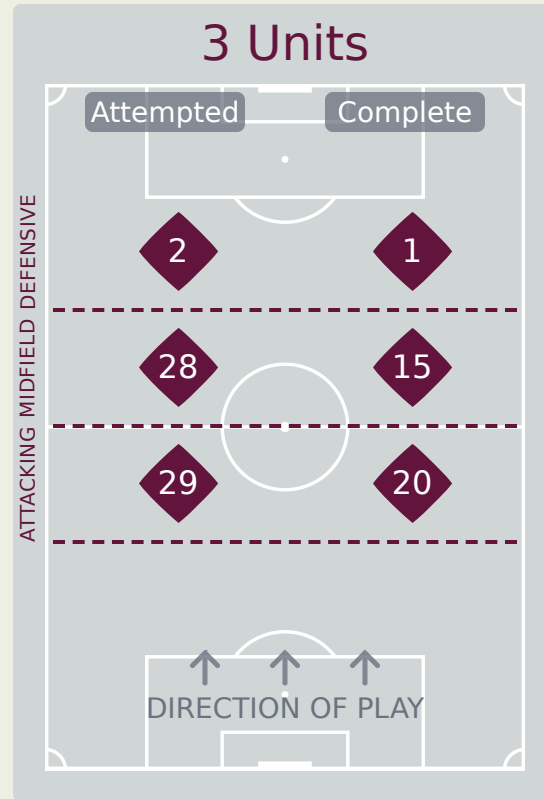 3 Units
Attempted Complete
2 1
28 15
29 20
ATTACKING MIDFIELD DEFENSIVE
DIRECTION OF PLAY